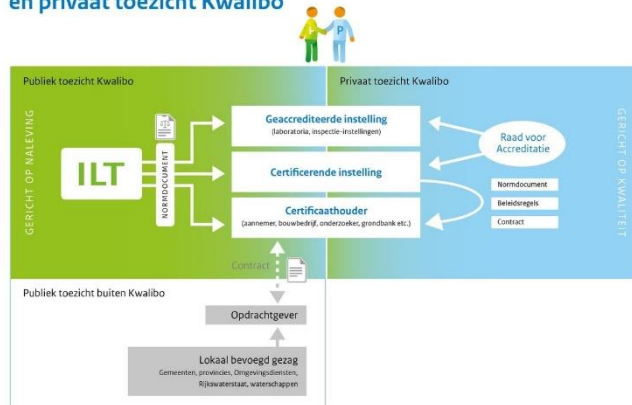 en privaat toezicht Kwalibo
P
Publiek toezicht Kwalibo
Privaat toezicht Kwalibo
GERICHT OP NALEVING
ILT
NORMDOCUMENT
Geaccrediteerde instelling
(laboratoria, inspectie-instellingen)
Certificerende instelling
Certificaathouder
(aannemer, bouwbedrijf, onderzoeker, grondbank etc.)
Raad voor
Accreditatie
Normdocument
Beleidsregels
Contract
GERICHT OP KWALITEIT
Contract
Publiek toezicht buiten Kwalibo
Opdrachtgever
Lokaal bevoegd gezag
Gemeenten, provincies, Omgevingsdiensten,
Rijkswaterstaat, waterschappen